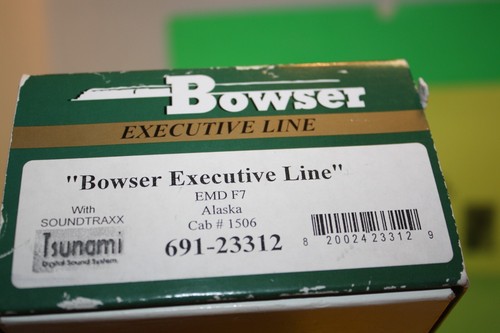 Bowser
EXECUTIVE LINE
"Bowser Executive Line"
EMD F7
Alaska
Cab # 1506
691-23312
With
SOUNDTRAXX
Tsunami
Digital Sound System
8 20024 23312 9